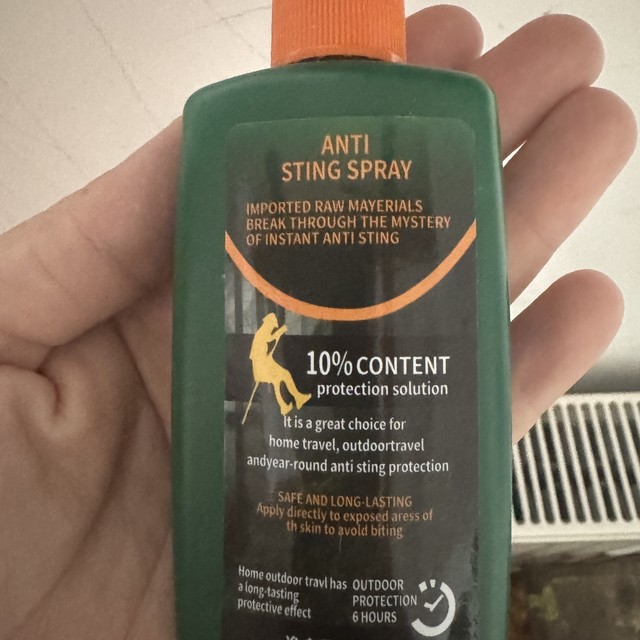 ANTI
STING SPRAY
IMPORTED RAW MAYERIALS
BREAK THROUGH THE MYSTERY
OF INSTANT ANTI STING
10% CONTENT
protection solution
It is a great choice for
home travel, outdoortravel
andyear-round anti sting protection
SAFE AND LONG-LASTING
Apply directly to exposed aress of
th skin to avoid biting
Home outdoor travl has
a long-tasting
protective effect
OUTDOOR
PROTECTION
6 HOURS